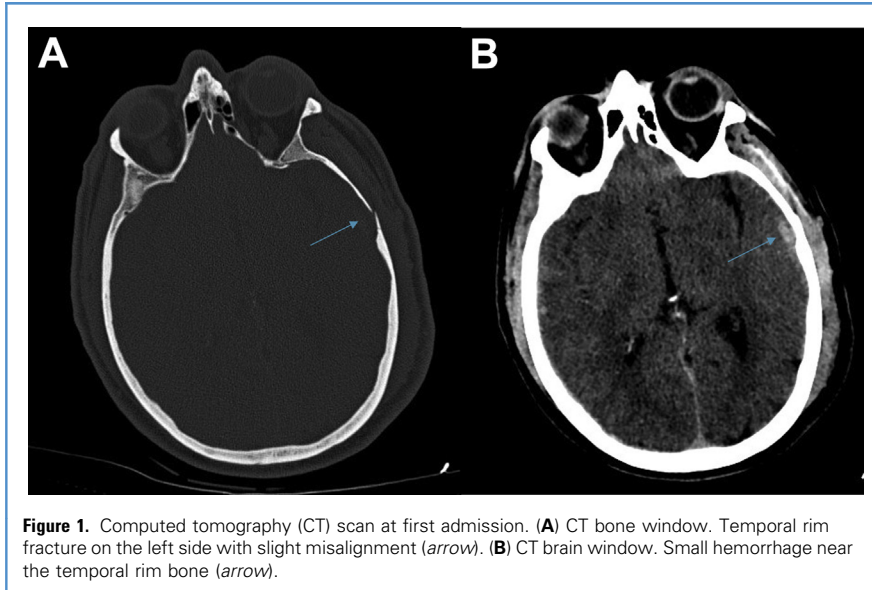 A
B
Figure 1. Computed tomography (CT) scan at first admission. (A) CT bone window. Temporal rim
fracture on the left side with slight misalignment (arrow). (B) CT brain window. Small hemorrhage near
the temporal rim bone (arrow).